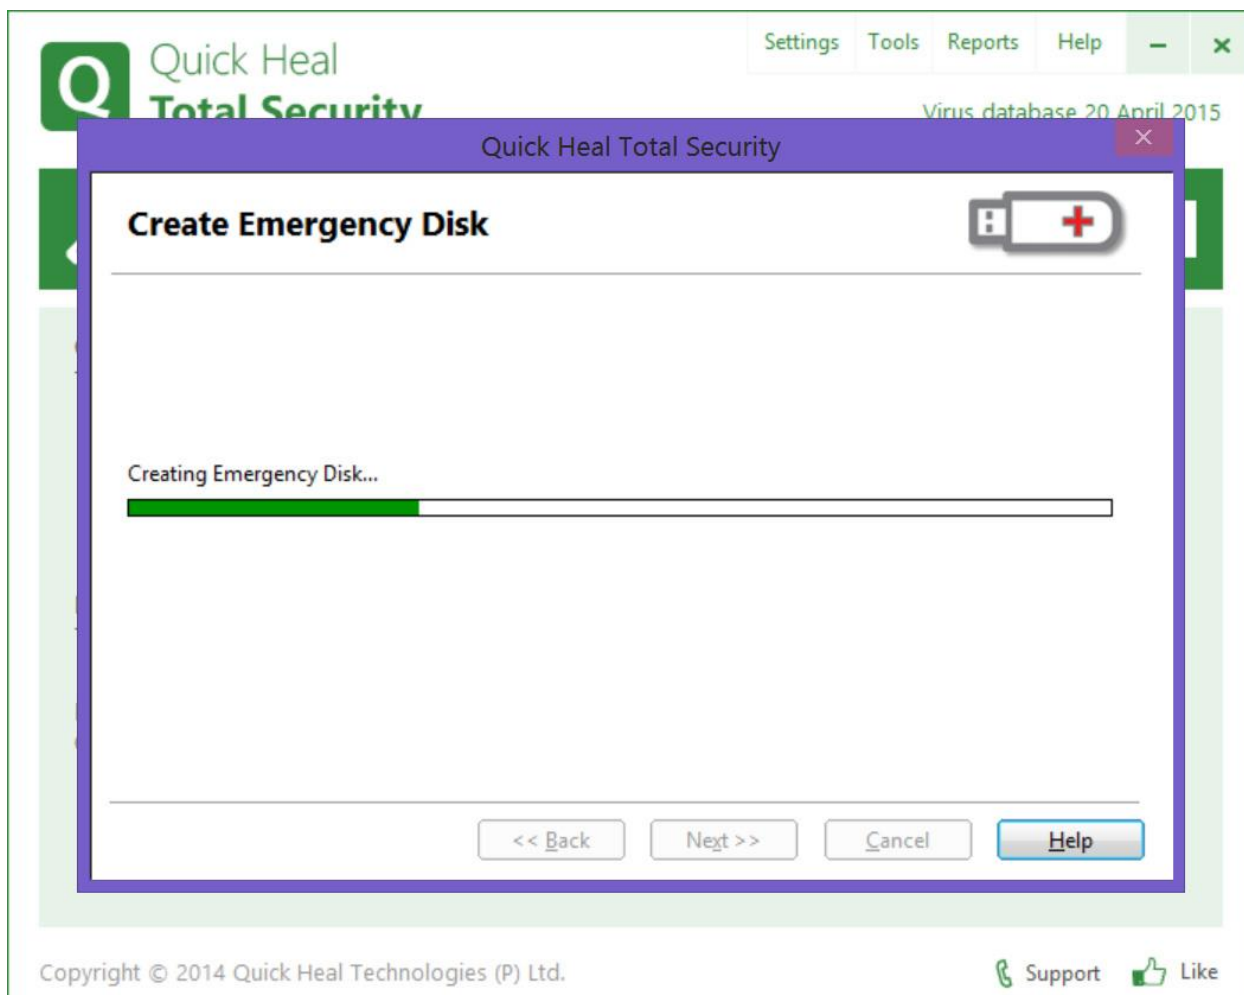 Quick Heal
Total Security
Settings Tools Reports Help
Virus database 20 April 2015
Quick Heal Total Security
Create Emergency Disk
Creating Emergency Disk...
<< Back Next >> Cancel Help
Copyright © 2014 Quick Heal Technologies (P) Ltd.
Support Like